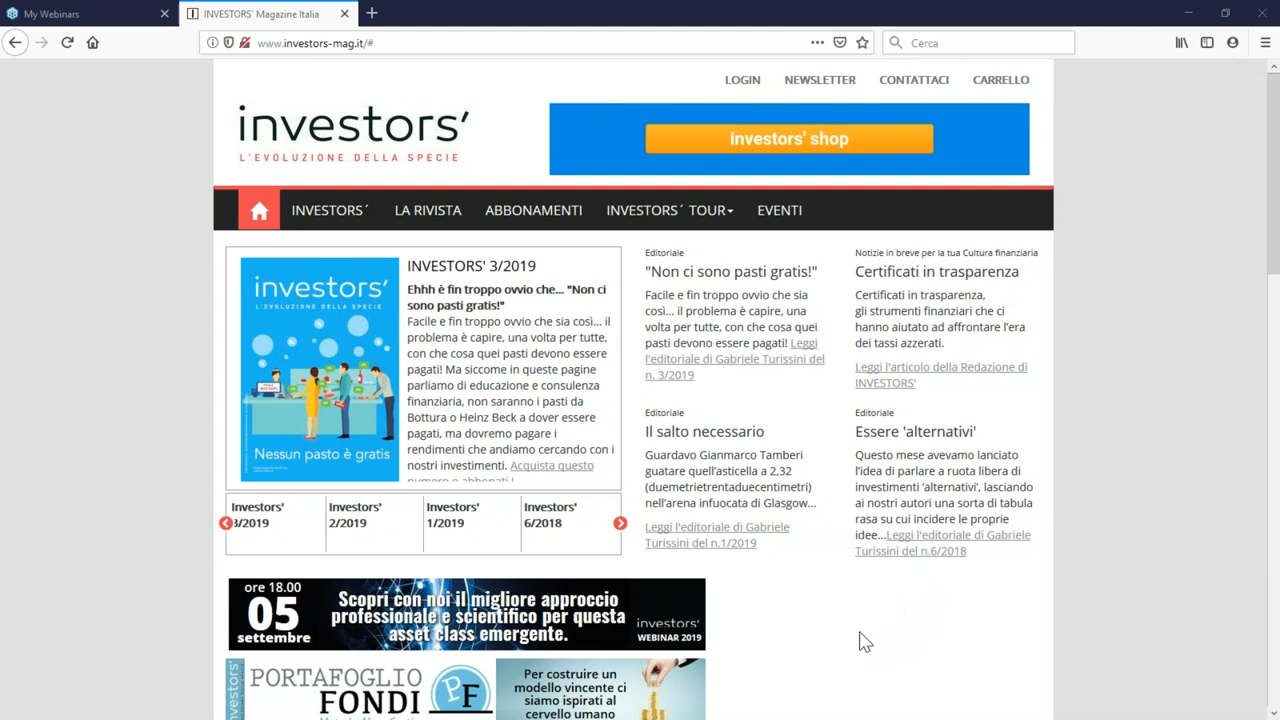 My Webinars
INVESTORS' Magazine Italia
www.investors-mag.it/#
Cerca
LOGIN
NEWSLETTER
CONTATTACI
CARRELLO
investors'
L'EVOLUZIONE DELLA SPECIE
investors' shop
INVESTORS´
LA RIVISTA
ABBONAMENTI
INVESTORS´ TOUR
EVENTI
investors'
L'EVOLUZIONE DELLA SPECIE
Nessun pasto è gratis
INVESTORS' 3/2019
Ehhh è fin troppo ovvio che... "Non ci
sono pasti gratis!"
Facile e fin troppo ovvio che sia così... il
problema è capire, una volta per tutte,
con che cosa quei pasti devono essere
pagati! Ma siccome in queste pagine
parliamo di educazione e consulenza
finanziaria, non saranno i pasti da
Bottura o Heinz Beck a dover essere
pagati, ma dovremo pagare i
rendimenti che andiamo cercando con i
nostri investimenti. Acquista questo
numero e abbonati !
Investors'
3/2019
Investors'
2/2019
Investors'
1/2019
Investors'
6/2018
Editoriale
"Non ci sono pasti gratis!"
Facile e fin troppo ovvio che sia
così... il problema è capire, una
volta per tutte, con che cosa quei
pasti devono essere pagati! Leggi
l'editoriale di Gabriele Turissini del
n. 3/2019
Notizie in breve per la tua Cultura finanziaria
Certificati in trasparenza
Certificati in trasparenza,
gli strumenti finanziari che ci
hanno aiutato ad affrontare l'era
dei tassi azzerati.
Leggi l'articolo della Redazione di
INVESTORS'
Editoriale
Il salto necessario
Guardavo Gianmarco Tamberi
guatare quell'asticella a 2,32
(duemetrietrentaduecentimetri)
nell'arena infuocata di Glasgow...
Leggi l'editoriale di Gabriele
Turissini del n.1/2019
Editoriale
Essere 'alternativi'
Questo mese avevamo lanciato
l'idea di parlare a ruota libera di
investimenti 'alternativi', lasciando
ai nostri autori una sorta di tabula
rasa su cui incidere le proprie
idee...Leggi l'editoriale di Gabriele
Turissini del n.6/2018
ore 18.00
05
settembre
Scopri con noi il migliore approccio
professionale e scientifico per questa
asset class emergente.
investors'
WEBINAR 2019
investors'
PORTAFOGLIO
FONDI
PF
Per costruire un
modello vincente ci
siamo ispirati al
cervello umano